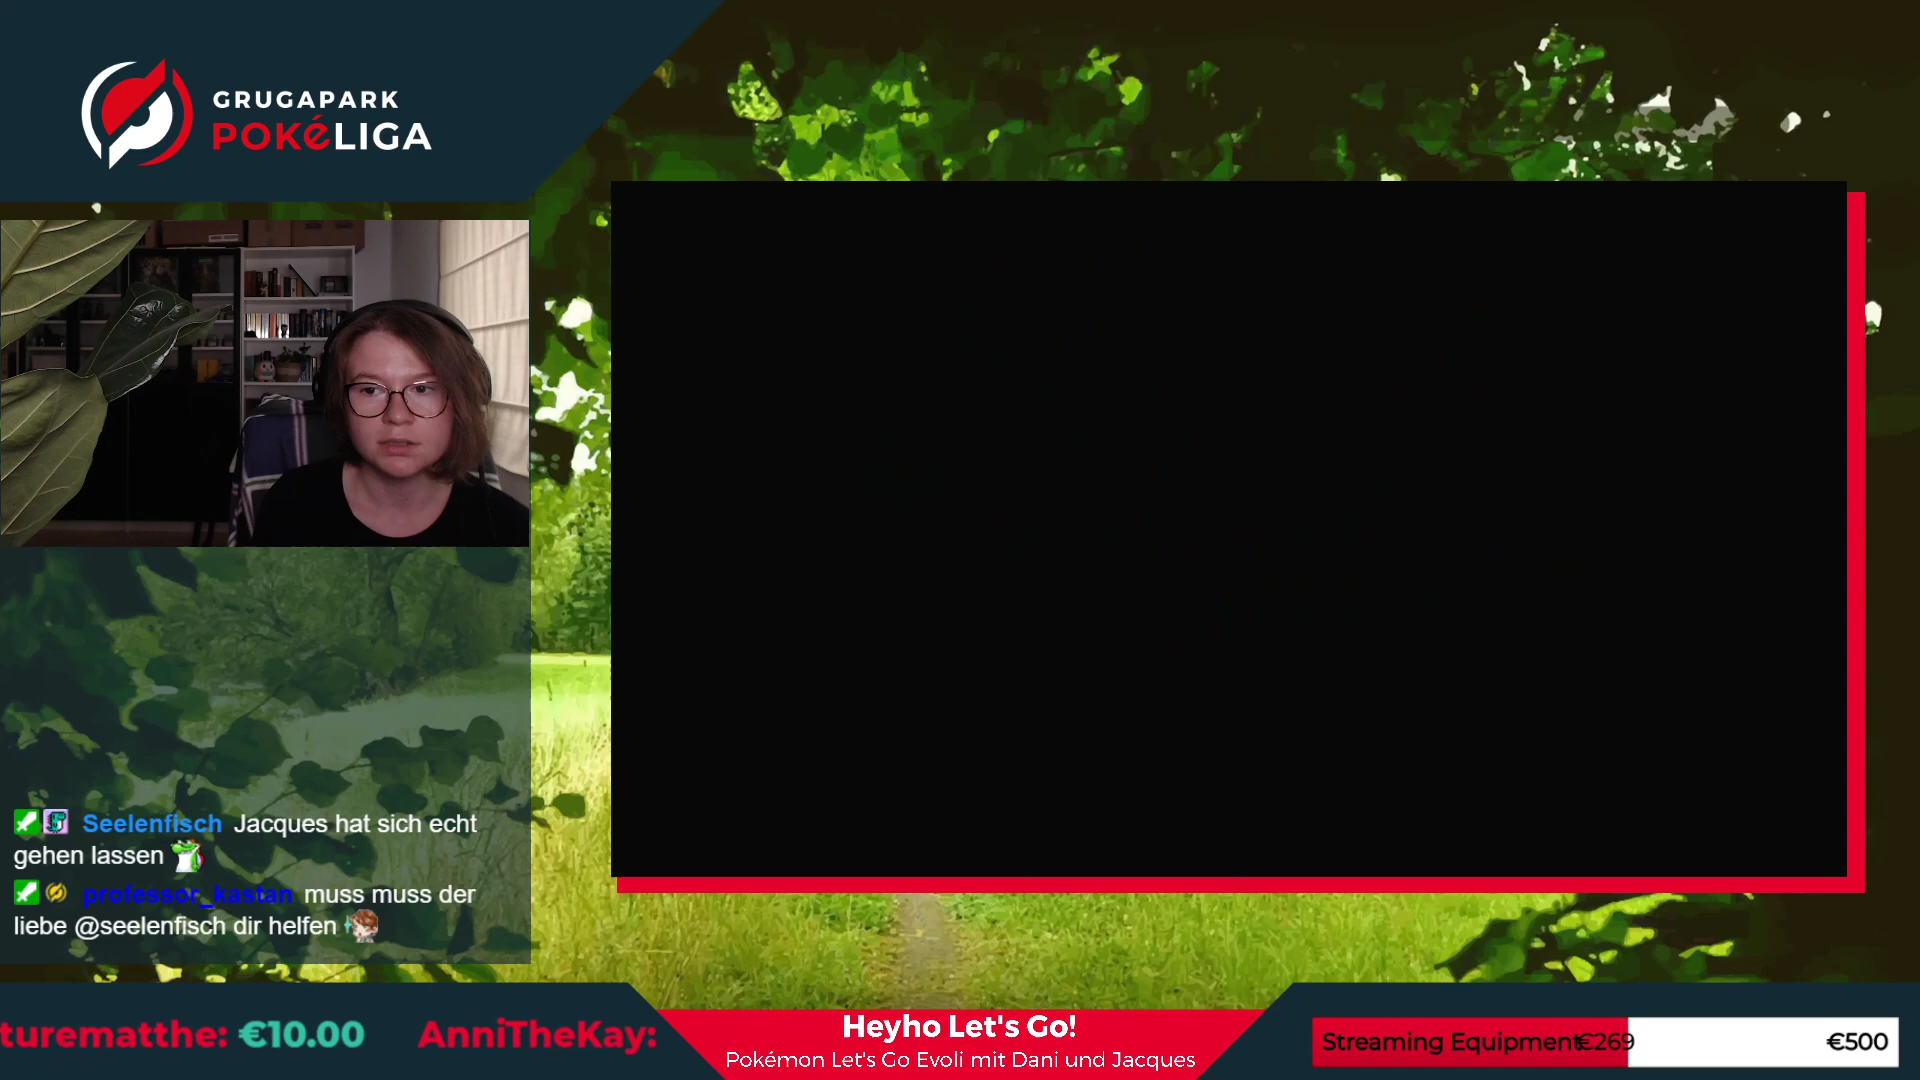 GRUGAPARK
POKéLIGA
Seelenfisch Jacques hat sich echt
gehen lassen
professor_kastan muss muss der
liebe @seelenfisch dir helfen
turematthe: €10.00 AnniTheKay:
Heyho Let's Go!
Pokémon Let's Go Evoli mit Dani und Jacques
Streaming Equipment €269 €500